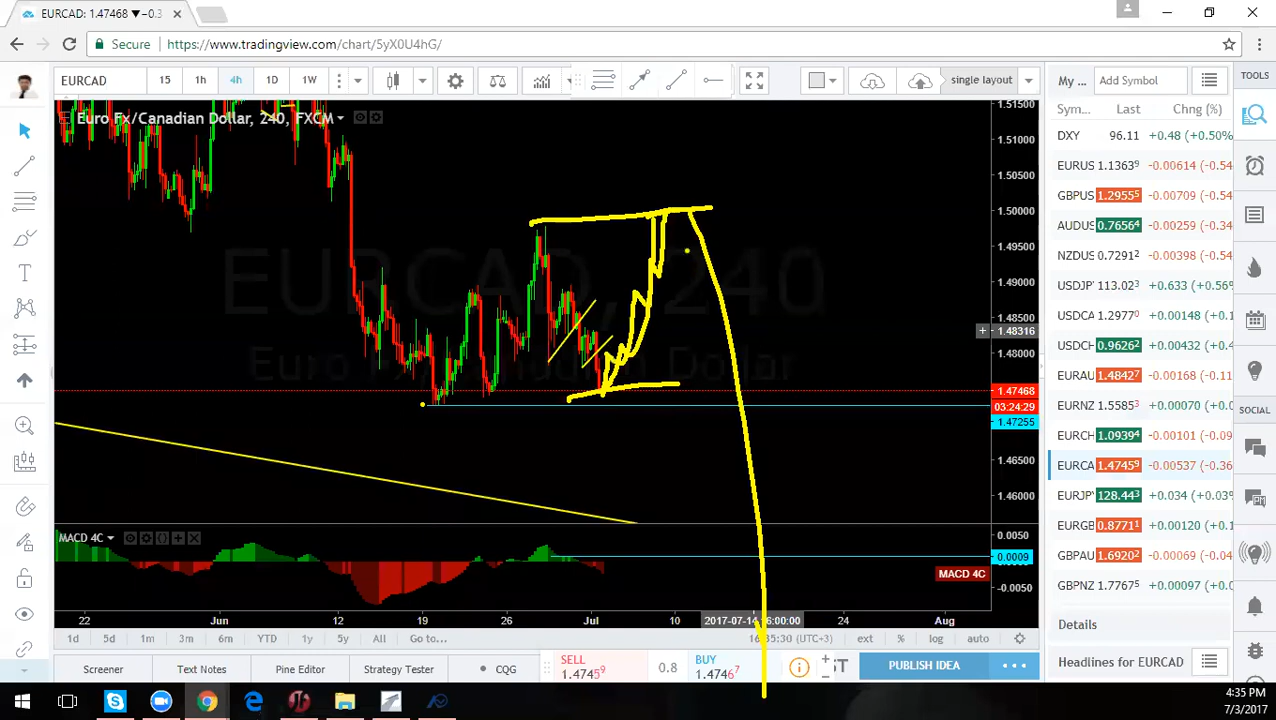 EURCAD: 1.47468 ▼−0.3
Secure https://www.tradingview.com/chart/5yX0U4hG/
EURCAD 15 1h 4h 1D 1W single layout
Euro Fx/Canadian Dollar, 240, FXCM
EURCAD, 240
Euro Fx/Canadian Dollar
1.51500
1.51000
1.50500
1.50000
1.49500
1.49000
1.48500
1.48316
1.48000
1.47468
03:24:29
1.47255
1.46500
1.46000
MACD 4C
0.0050
0.0009
MACD 4C
-0.0050
22 Jun 12 19 26 Jul 10 2017-07-14 16:00:00 24 Aug
1d 5d 1m 3m 6m YTD 1y 5y All Go to... 16:35:30 (UTC+3) ext % log auto
Screener Text Notes Pine Editor Strategy Tester CQG
SELL
1.47459
0.8
BUY
1.47467
ST
PUBLISH IDEA
My ... Add Symbol
Sym... Last Chng (%)
DXY 96.11 +0.48 (+0.50%
EURUS 1.13639 -0.00614 (-0.54
GBPUS 1.29555 -0.00709 (-0.54
AUDUS 0.76564 -0.00259 (-0.34
NZDUS 0.72912 -0.00398 (-0.54
USDJP 113.023 +0.633 (+0.56%
USDCA 1.29770 +0.00148 (+0.1
USDCH 0.96262 +0.00432 (+0.4
EURAU 1.48427 +0.00168 (+0.1
EURNZ 1.55853 +0.00070 (+0.0
EURCH 1.09394 -0.00101 (-0.09
EURCA 1.47459 -0.00537 (-0.36
EURJP 128.443 +0.034 (+0.03%
EURGB 0.87711 +0.00120 (+0.1
GBPAU 1.69202 -0.00069 (-0.04
GBPNZ 1.77675 +0.00097 (+0.0
Details
Headlines for EURCAD
TOOLS
SOCIAL
4:35 PM
7/3/2017